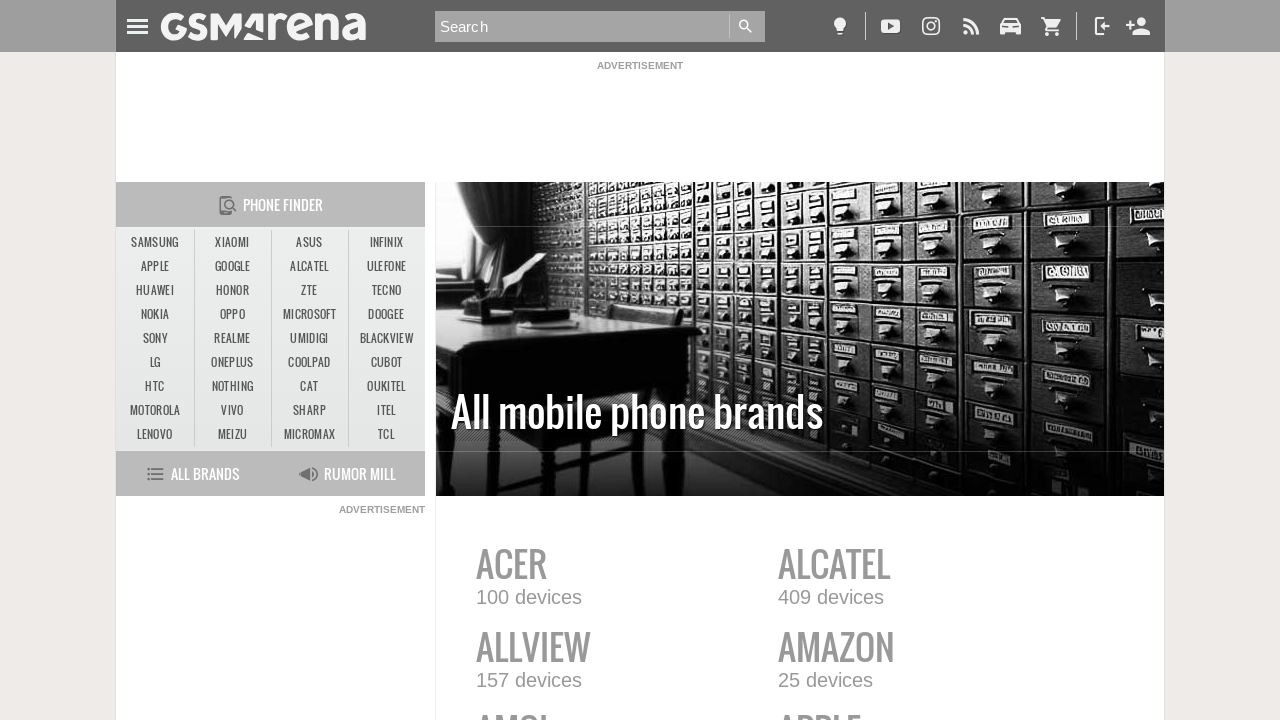 GSMArena
Search
ADVERTISEMENT
PHONE FINDER
SAMSUNG XIAOMI ASUS INFINIX
APPLE GOOGLE ALCATEL ULEFONE
HUAWEI HONOR ZTE TECNO
NOKIA OPPO MICROSOFT DOOGEE
SONY REALME UMIDIGI BLACKVIEW
LG ONEPLUS COOLPAD CUBOT
HTC NOTHING CAT OUKITEL
MOTOROLA VIVO SHARP ITEL
LENOVO MEIZU MICROMAX TCL
ALL BRANDS RUMOR MILL
All mobile phone brands
ADVERTISEMENT
ACER ALCATEL
100 devices 409 devices
ALLVIEW AMAZON
157 devices 25 devices